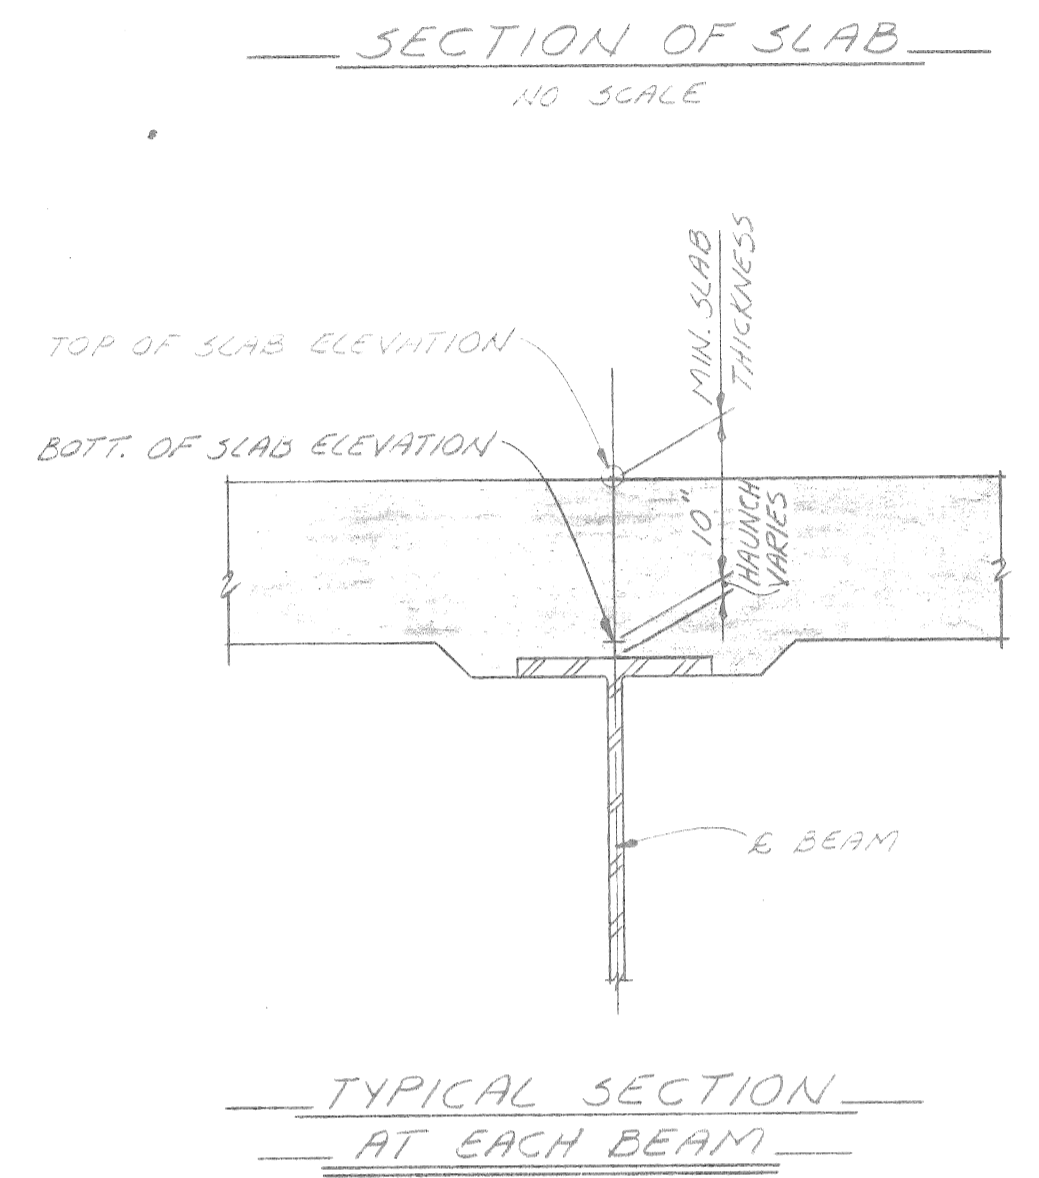 SECTION OF SLAB
NO SCALE
MIN. SLAB
THICKNESS
TOP OF SLAB ELEVATION
BOTT. OF SLAB ELEVATION
10"
(HAUNCH
VARIES
℄ BEAM
TYPICAL SECTION
AT EACH BEAM